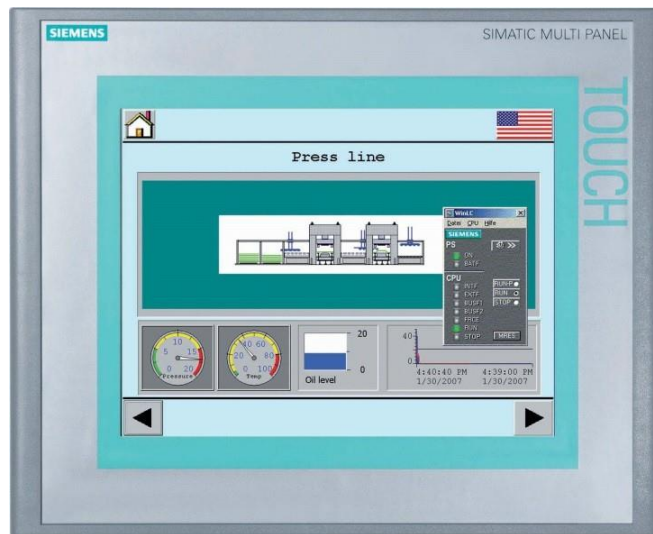 SIEMENS
SIMATIC MULTI PANEL
TOUCH
Press line
WinLC
Datei CPU Hilfe
SIEMENS
PS
ON
BATF
CPU
INTF
EXTF
BUSF1
BUSF2
FRCE
RUN
STOP
RUN-P
RUN
STOP
MRES
5 10 15
0 20
Pressure
20 40 60 80
0 100
Temp
20
0
Oil level
40
0
4:40:40 PM 4:39:00 PM
1/30/2007 1/30/2007